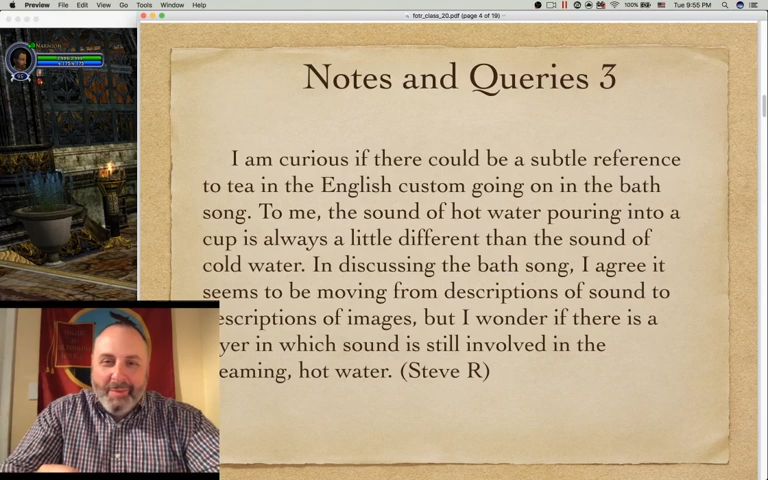 Preview File Edit View Go Tools Window Help
100% Tue 9:55 PM
fotr_class_20.pdf (page 4 of 19)
Narnion
Notes and Queries 3
I am curious if there could be a subtle reference
to tea in the English custom going on in the bath
song. To me, the sound of hot water pouring into a
cup is always a little different than the sound of
cold water. In discussing the bath song, I agree it
seems to be moving from descriptions of sound to
escriptions of images, but I wonder if there is a
yer in which sound is still involved in the
eaming, hot water. (Steve R)